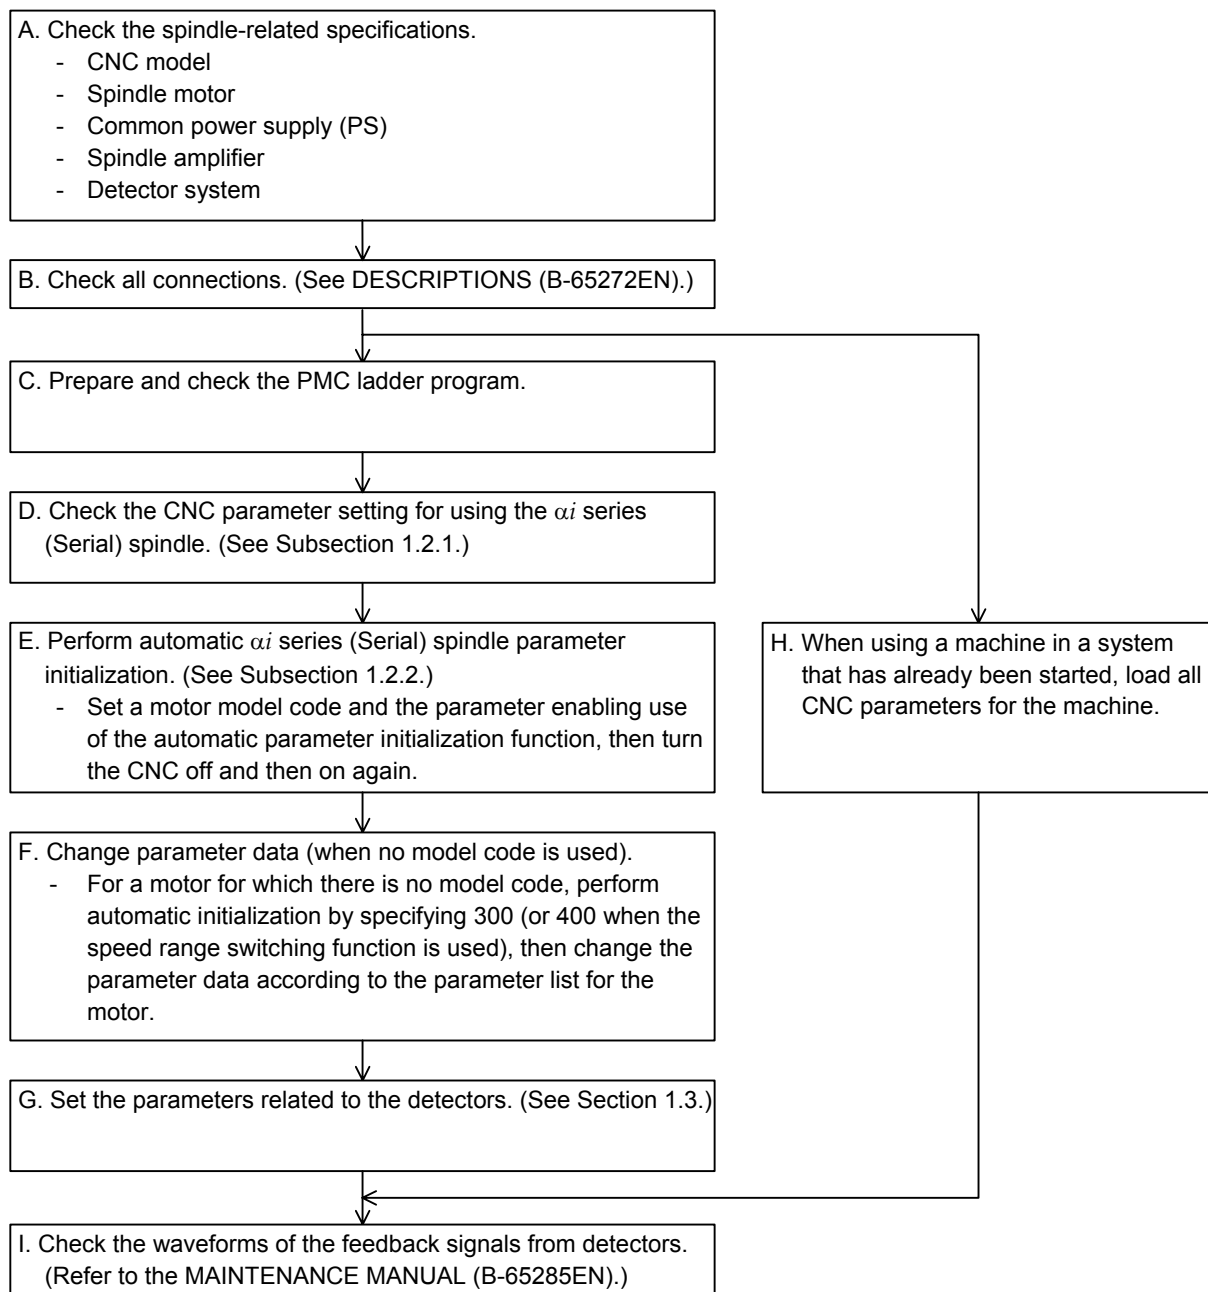 A. Check the spindle-related specifications.
- CNC model
- Spindle motor
- Common power supply (PS)
- Spindle amplifier
- Detector system
B. Check all connections. (See DESCRIPTIONS (B-65272EN).)
C. Prepare and check the PMC ladder program.
D. Check the CNC parameter setting for using the αi series
(Serial) spindle. (See Subsection 1.2.1.)
E. Perform automatic αi series (Serial) spindle parameter
initialization. (See Subsection 1.2.2.)
- Set a motor model code and the parameter enabling use
of the automatic parameter initialization function, then turn
the CNC off and then on again.
F. Change parameter data (when no model code is used).
- For a motor for which there is no model code, perform
automatic initialization by specifying 300 (or 400 when the
speed range switching function is used), then change the
parameter data according to the parameter list for the
motor.
G. Set the parameters related to the detectors. (See Section 1.3.)
H. When using a machine in a system
that has already been started, load all
CNC parameters for the machine.
I. Check the waveforms of the feedback signals from detectors.
(Refer to the MAINTENANCE MANUAL (B-65285EN).)